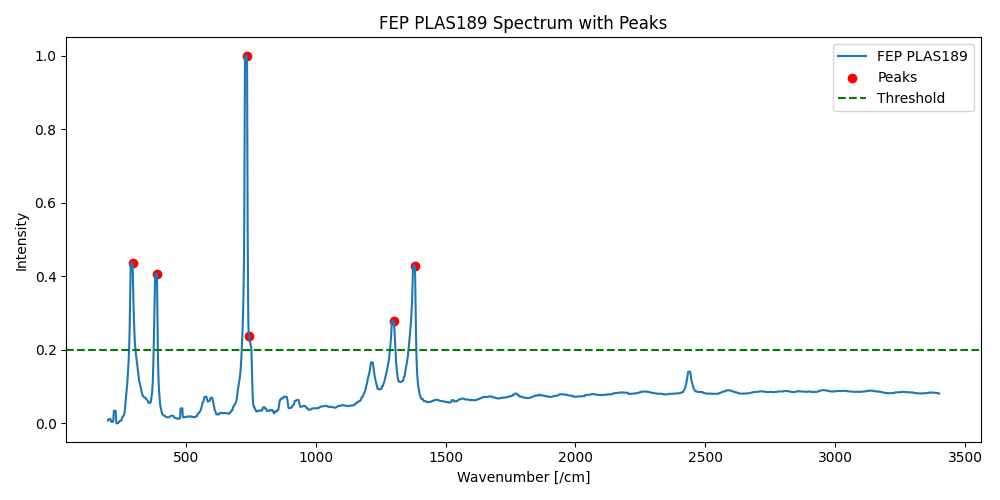 FEP PLAS189 Spectrum with Peaks
FEP PLAS189
Peaks
Threshold
Intensity
1.0
0.8
0.6
0.4
0.2
0.0
500
1000
1500
2000
2500
3000
3500
Wavenumber [/cm]